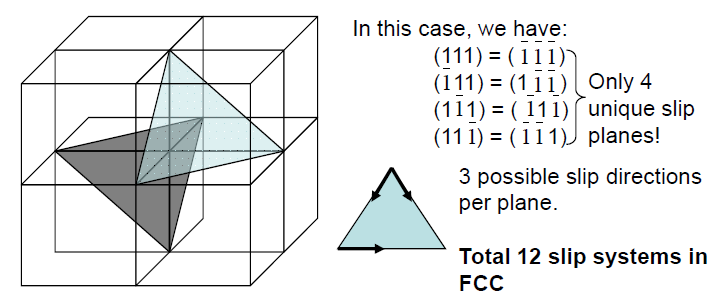 In this case, we have:
(111) = (1̄1̄1̄)
(1̄11) = (11̄1̄)
(11̄1) = (1̄11̄)
(111̄) = (1̄1̄1)
Only 4
unique slip
planes!
3 possible slip directions
per plane.
Total 12 slip systems in
FCC